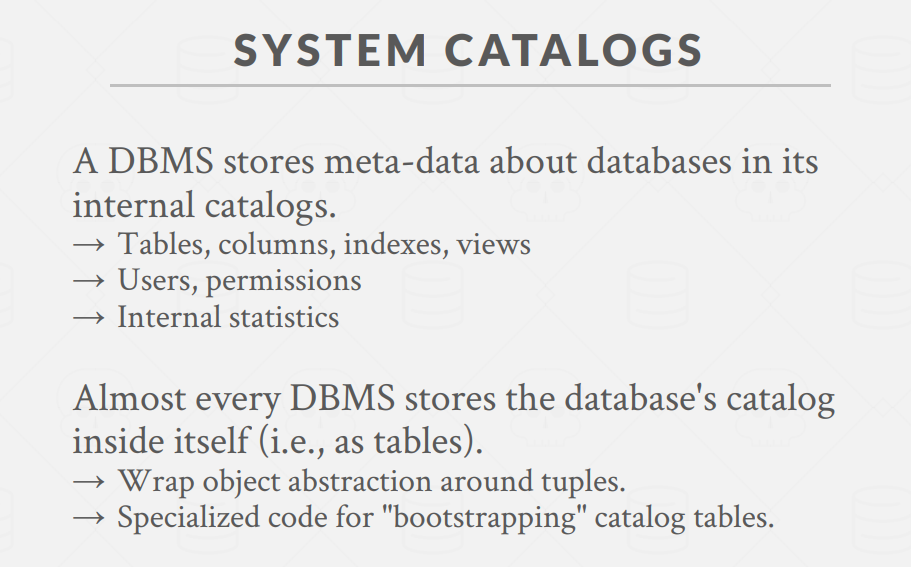 SYSTEM CATALOGS
A DBMS stores meta-data about databases in its
internal catalogs.
→ Tables, columns, indexes, views
→ Users, permissions
→ Internal statistics
Almost every DBMS stores the database's catalog
inside itself (i.e., as tables).
→ Wrap object abstraction around tuples.
→ Specialized code for "bootstrapping" catalog tables.